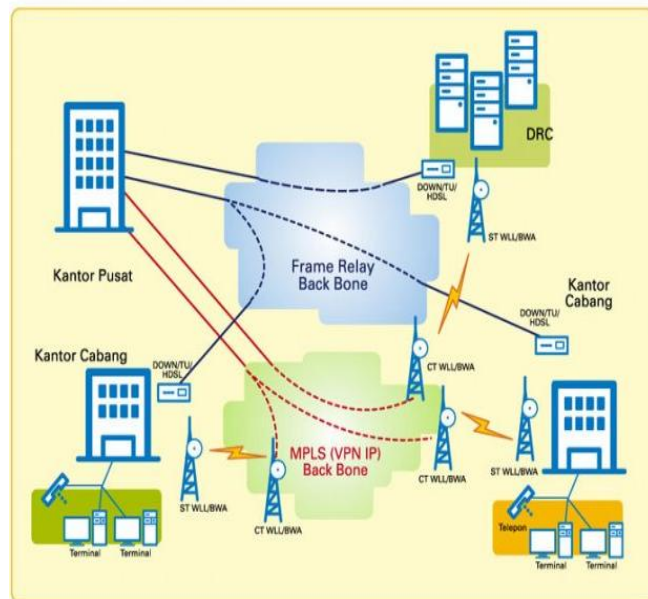 DRC
DOWN/TU/
HDSL
ST WLL/BWA
Kantor Pusat
Frame Relay
Back Bone
Kantor
Cabang
DOWN/TU/
HDSL
Kantor Cabang
DOWN/TU/
HDSL
CT WLL/BWA
MPLS (VPN IP)
Back Bone
CT WLL/BWA
ST WLL/BWA
ST WLL/BWA
CT WLL/BWA
Telepon
Terminal
Terminal
Terminal
Terminal